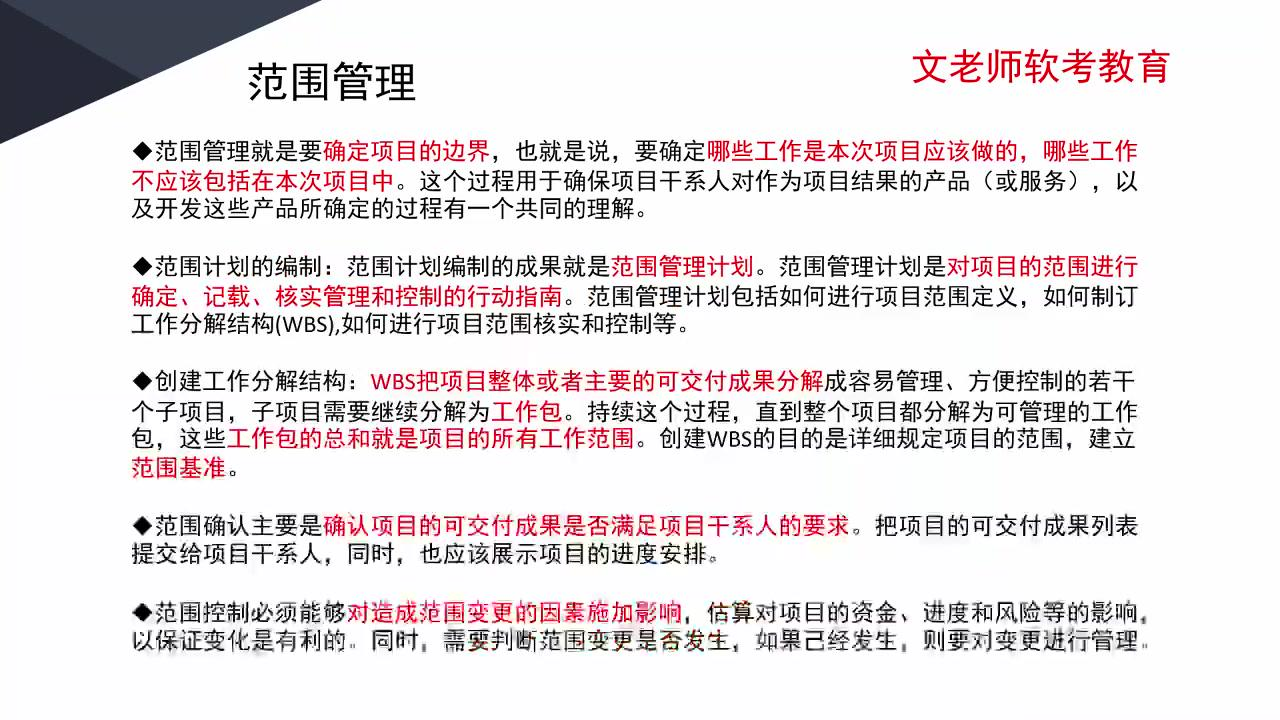 范围管理
文老师软考教育
◆范围管理就是要确定项目的边界，也就是说，要确定哪些工作是本次项目应该做的，哪些工作
不应该包括在本次项目中。这个过程用于确保项目干系人对作为项目结果的产品（或服务），以
及开发这些产品所确定的过程有一个共同的理解。
◆范围计划的编制：范围计划编制的成果就是范围管理计划。范围管理计划是对项目的范围进行
确定、记载、核实管理和控制的行动指南。范围管理计划包括如何进行项目范围定义，如何制订
工作分解结构(WBS),如何进行项目范围核实和控制等。
◆创建工作分解结构：WBS把项目整体或者主要的可交付成果分解成容易管理、方便控制的若干
个子项目，子项目需要继续分解为工作包。持续这个过程，直到整个项目都分解为可管理的工作
包，这些工作包的总和就是项目的所有工作范围。创建WBS的目的是详细规定项目的范围，建立
范围基准。
◆范围确认主要是确认项目的可交付成果是否满足项目干系人的要求。把项目的可交付成果列表
提交给项目干系人，同时，也应该展示项目的进度安排。
◆范围控制必须能够对造成范围变更的因素施加影响，估算对项目的资金、进度和风险等的影响，
以保证变化是有利的。同时，需要判断范围变更是否发生，如果已经发生，则要对变更进行管理。